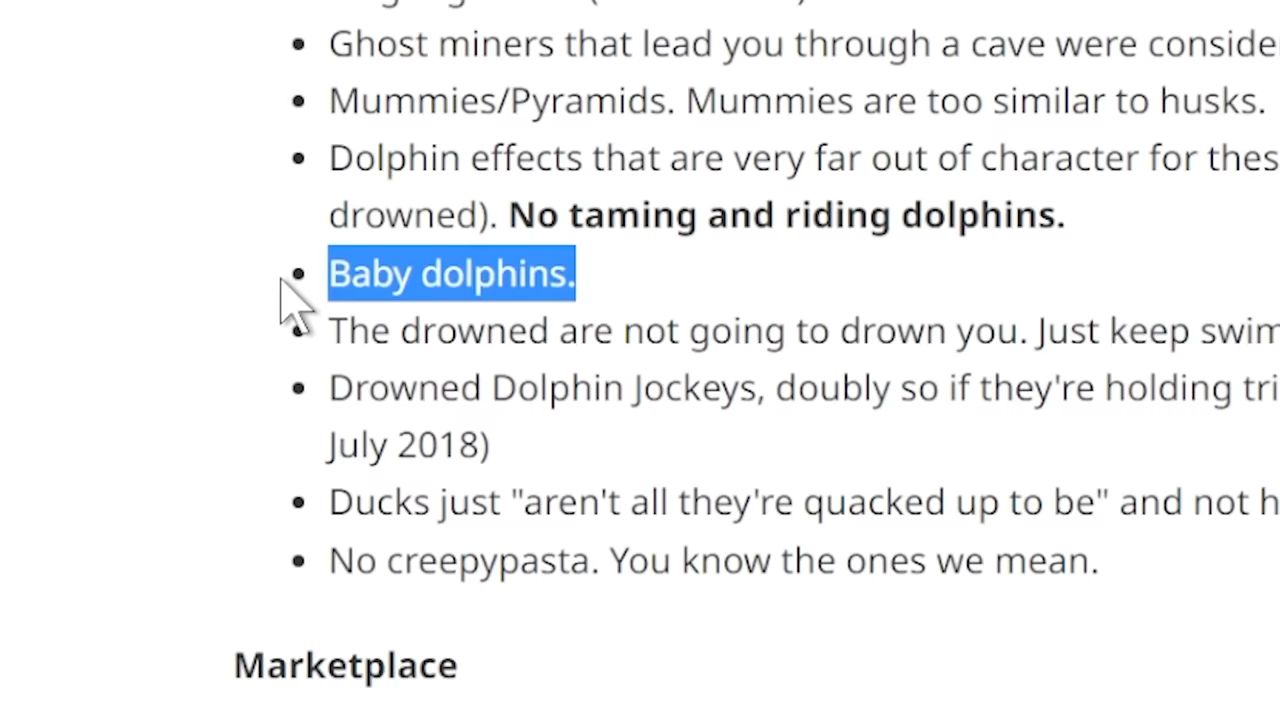 Ghost miners that lead you through a cave were conside
Mummies/Pyramids. Mummies are too similar to husks.
Dolphin effects that are very far out of character for thes
drowned). No taming and riding dolphins.
Baby dolphins.
The drowned are not going to drown you. Just keep swim
Drowned Dolphin Jockeys, doubly so if they're holding tri
July 2018)
Ducks just "aren't all they're quacked up to be" and not h
No creepypasta. You know the ones we mean.
Marketplace